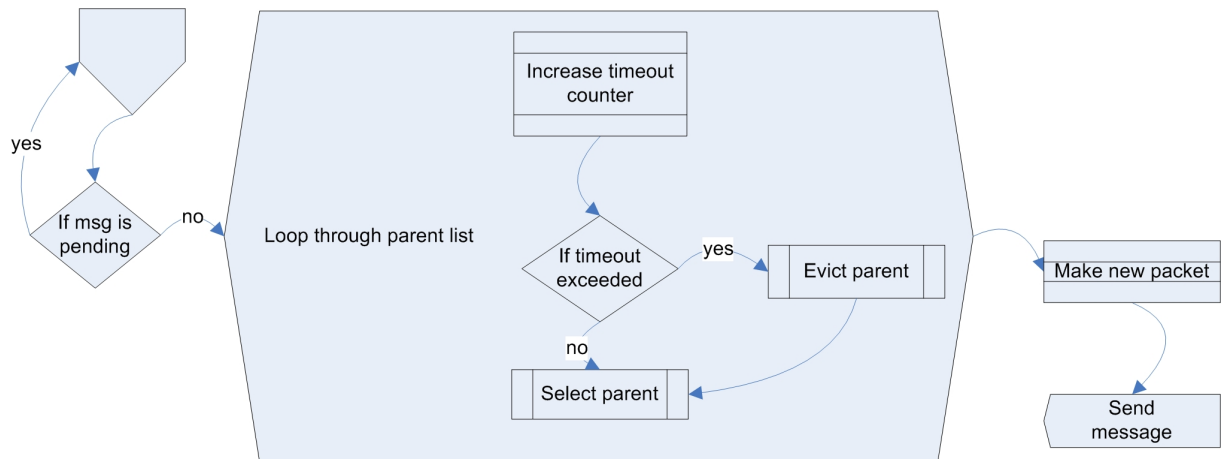 yes
If msg is
pending
no
Loop through parent list
Increase timeout
counter
If timeout
exceeded
yes
Evict parent
no
Select parent
Make new packet
Send
message